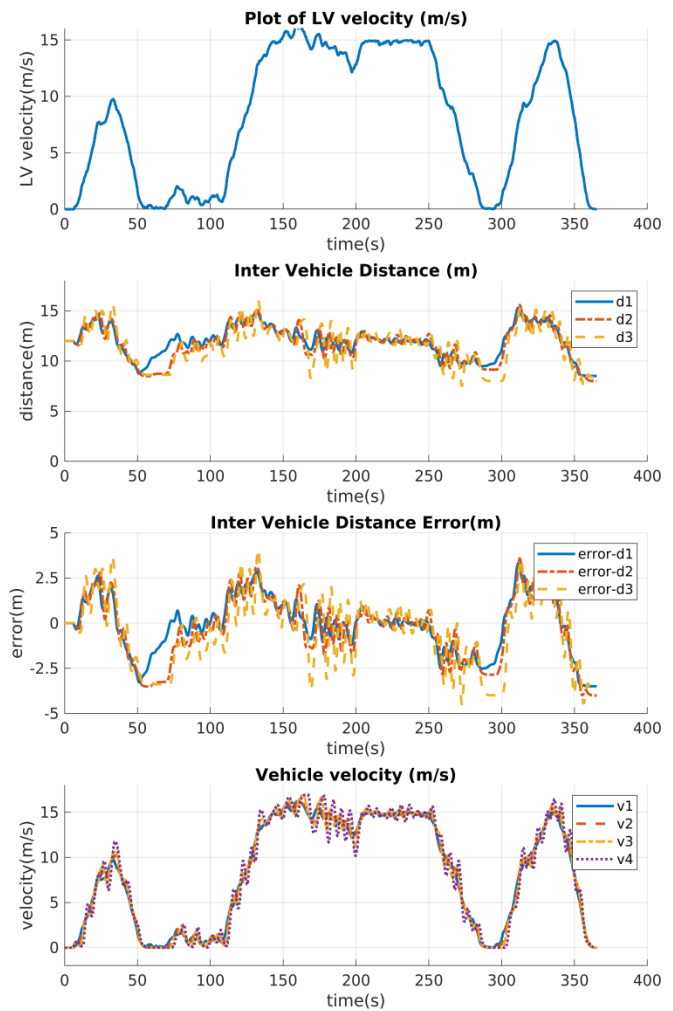 Plot of LV velocity (m/s)
LV velocity(m/s)
15
10
5
0
0 50 100 150 200 250 300 350 400
time(s)
Inter Vehicle Distance (m)
distance(m)
15
10
5
0
d1
d2
d3
0 50 100 150 200 250 300 350 400
time(s)
Inter Vehicle Distance Error(m)
error(m)
5
2.5
0
-2.5
-5
error-d1
error-d2
error-d3
0 50 100 150 200 250 300 350 400
time(s)
Vehicle velocity (m/s)
velocity(m/s)
15
10
5
0
v1
v2
v3
v4
0 50 100 150 200 250 300 350 400
time(s)